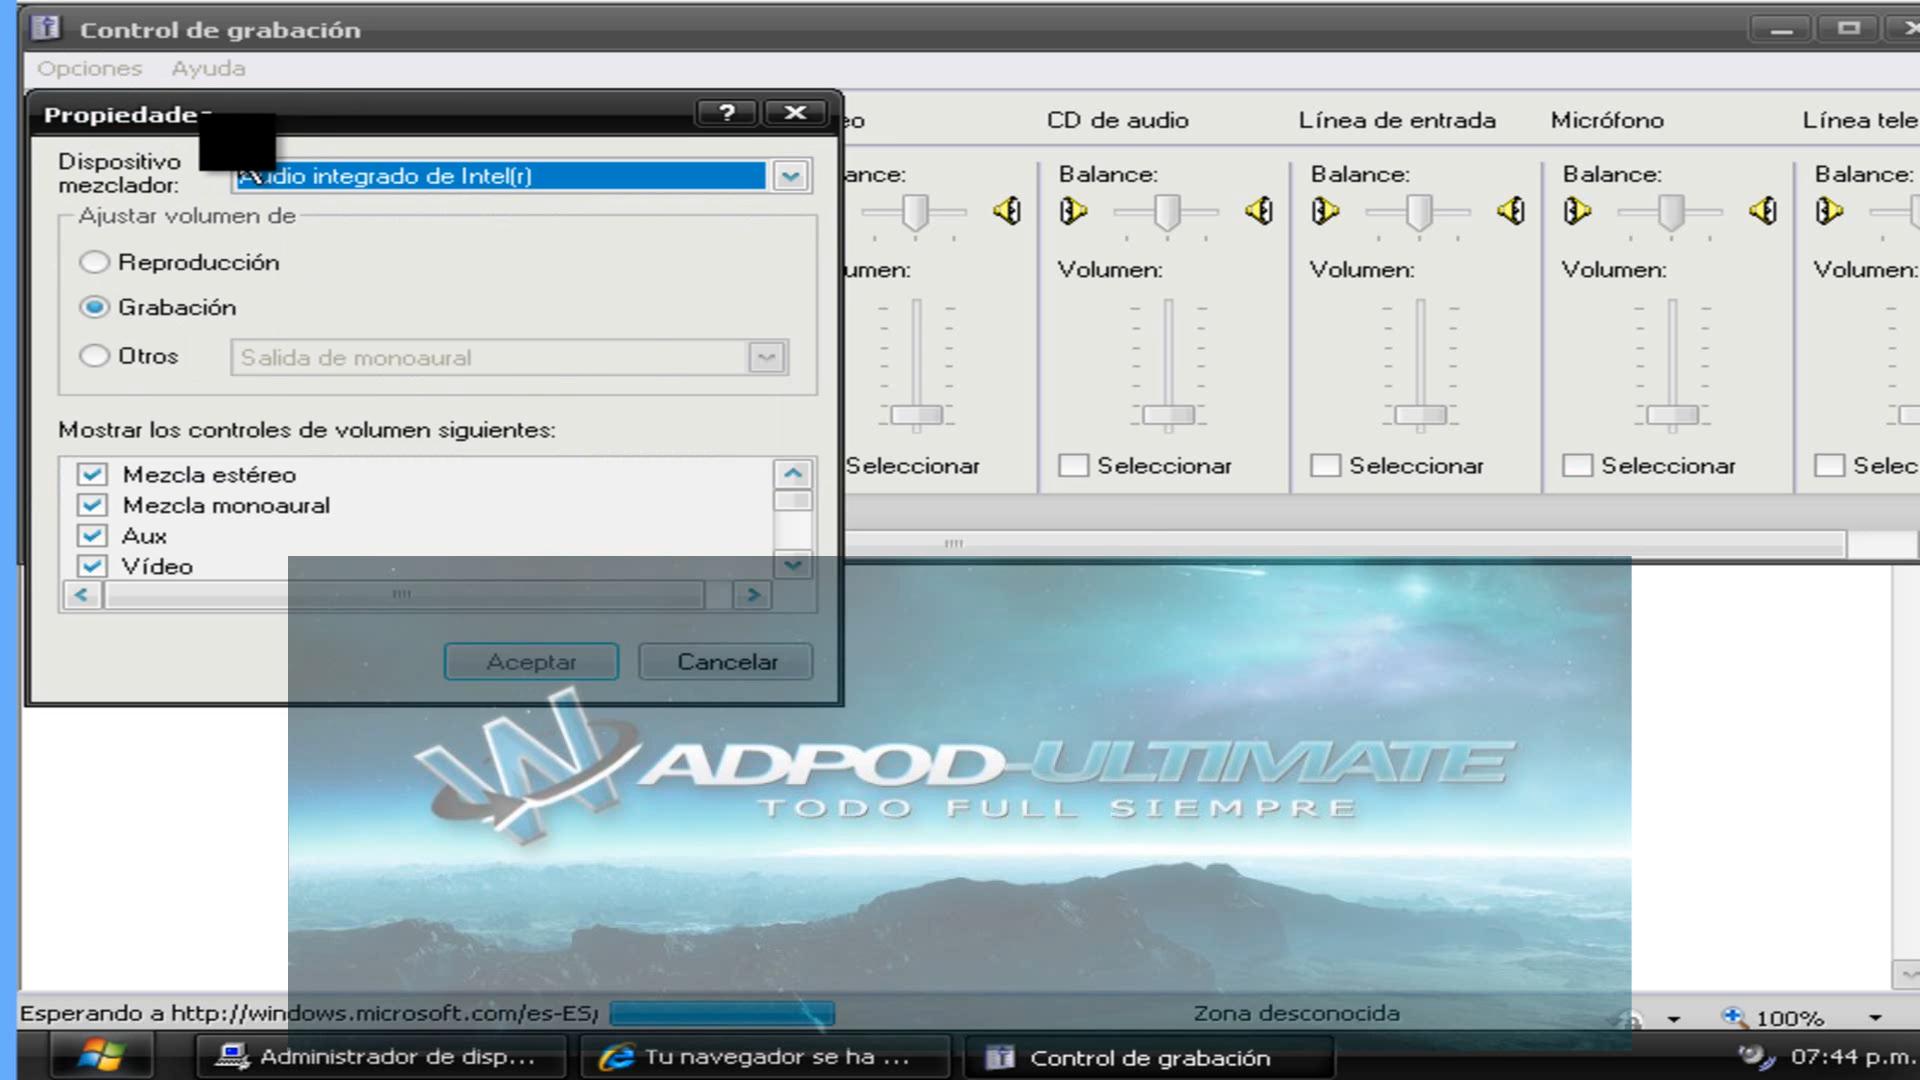 Control de grabación
Opciones Ayuda
Propiedade
Dispositivo
mezclador:
Audio integrado de Intel(r)
Ajustar volumen de
Reproducción
Grabación
Otros
Salida de monoaural
Mostrar los controles de volumen siguientes:
Mezcla estéreo
Mezcla monoaural
Aux
Vídeo
Aceptar Cancelar
eo CD de audio Línea de entrada Micrófono Línea tele
ance: Balance: Balance: Balance: Balance:
umen: Volumen: Volumen: Volumen: Volumen:
Seleccionar Seleccionar Seleccionar Seleccionar Selec
WADPOD-ULTIMATE
TODO FULL SIEMPRE
Esperando a http://windows.microsoft.com/es-ES/ Zona desconocida 100%
Administrador de disp... Tu navegador se ha ... Control de grabación 07:44 p.m.